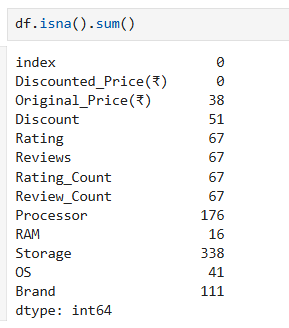 df.isna().sum()
index 0
Discounted_Price(₹) 0
Original_Price(₹) 38
Discount 51
Rating 67
Reviews 67
Rating_Count 67
Review_Count 67
Processor 176
RAM 16
Storage 338
OS 41
Brand 111
dtype: int64